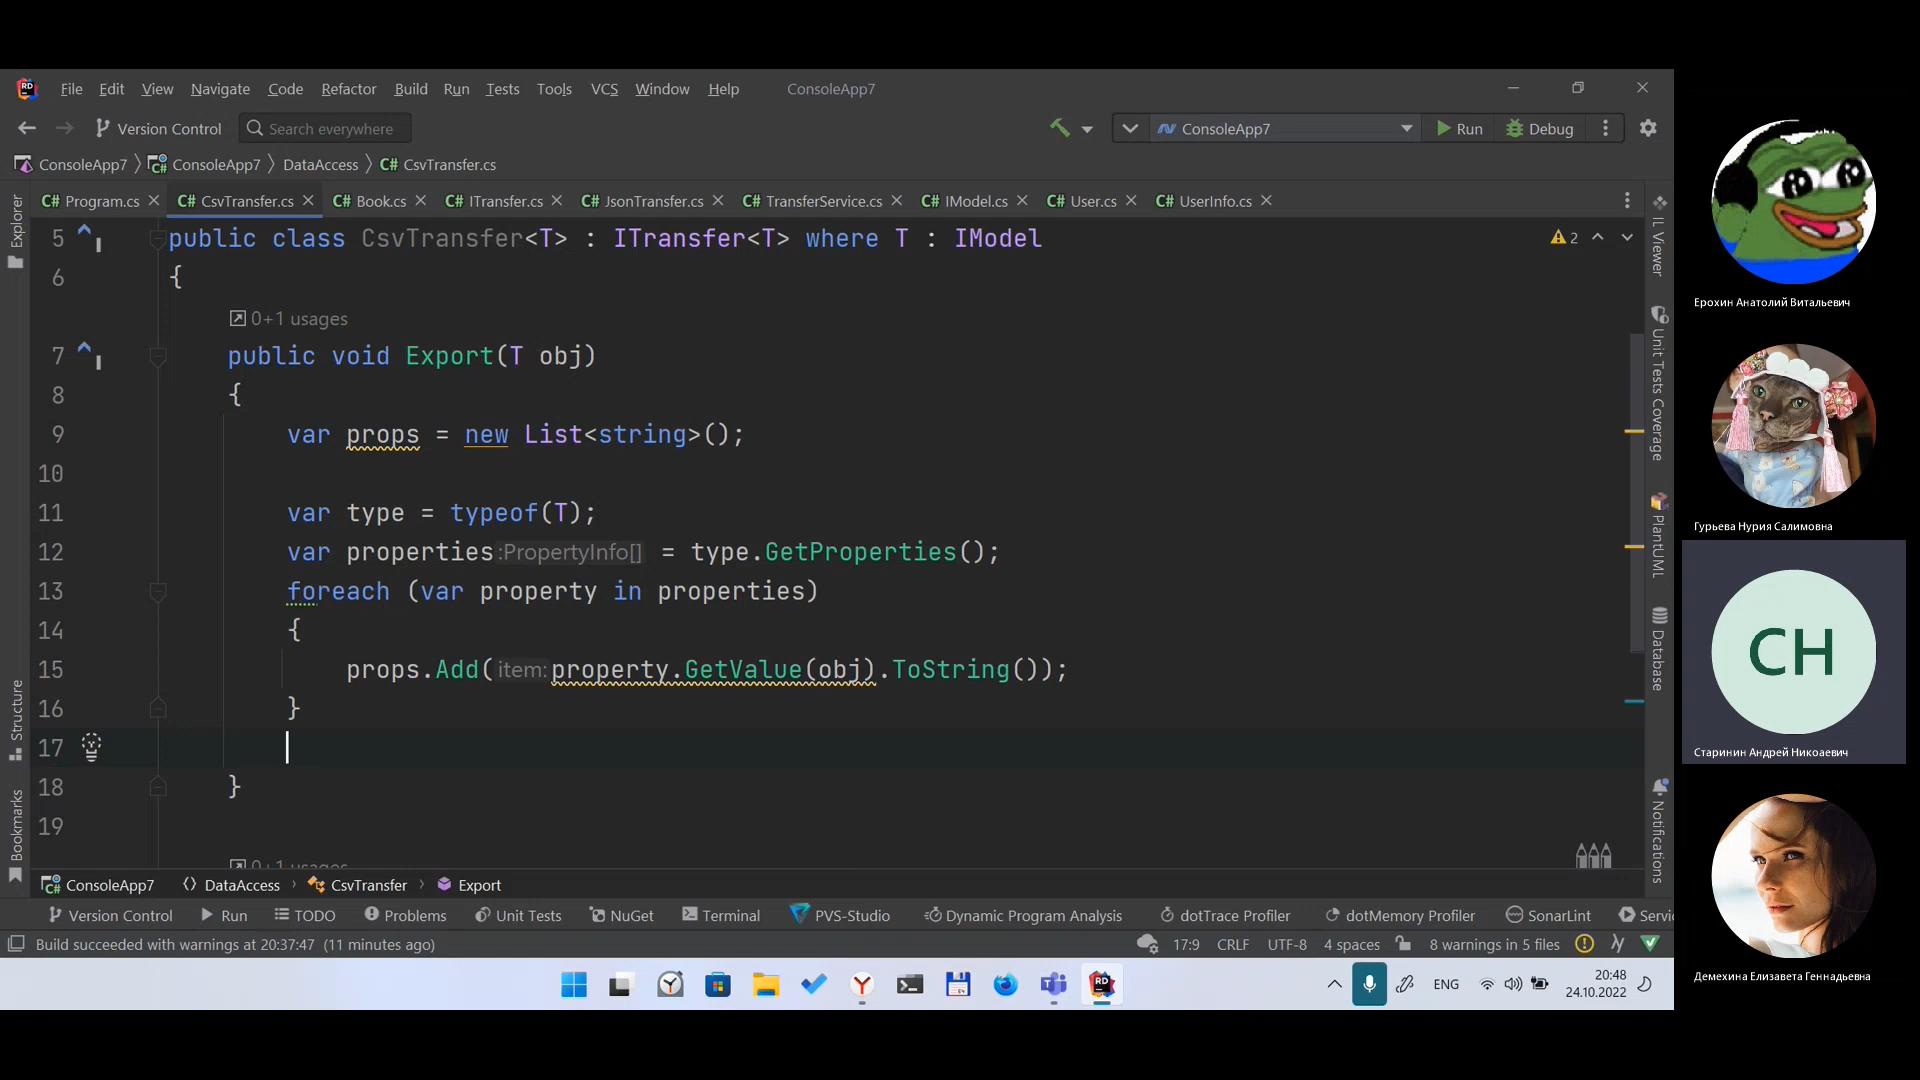 File Edit View Navigate Code Refactor Build Run Tests Tools VCS Window Help ConsoleApp7
Version Control Search everywhere ConsoleApp7 Run Debug
ConsoleApp7 ConsoleApp7 DataAccess C# CsvTransfer.cs
C# Program.cs C# CsvTransfer.cs C# Book.cs C# ITransfer.cs C# JsonTransfer.cs C# TransferService.cs C# IModel.cs C# User.cs C# UserInfo.cs
5 public class CsvTransfer<T> : ITransfer<T> where T : IModel
2
6 {
0+1 usages
7 public void Export(T obj)
8 {
9 var props = new List<string>();
10
11 var type = typeof(T);
12 var properties:PropertyInfo[] = type.GetProperties();
13 foreach (var property in properties)
14 {
15 props.Add(item:property.GetValue(obj).ToString());
16 }
17
18 }
19
0+1 usages
Explorer
Structure
Bookmarks
IL Viewer
Unit Tests Coverage
PlantUML
Database
Notifications
ConsoleApp7 DataAccess CsvTransfer Export
Version Control Run TODO Problems Unit Tests NuGet Terminal PVS-Studio Dynamic Program Analysis dotTrace Profiler dotMemory Profiler SonarLint Servi
Build succeeded with warnings at 20:37:47 (11 minutes ago) 17:9 CRLF UTF-8 4 spaces 8 warnings in 5 files
ENG 20:48
24.10.2022
Ерохин Анатолий Витальевич
Гурьева Нурия Салимовна
СН
Старинин Андрей Никоаевич
Демехина Елизавета Геннадьевна